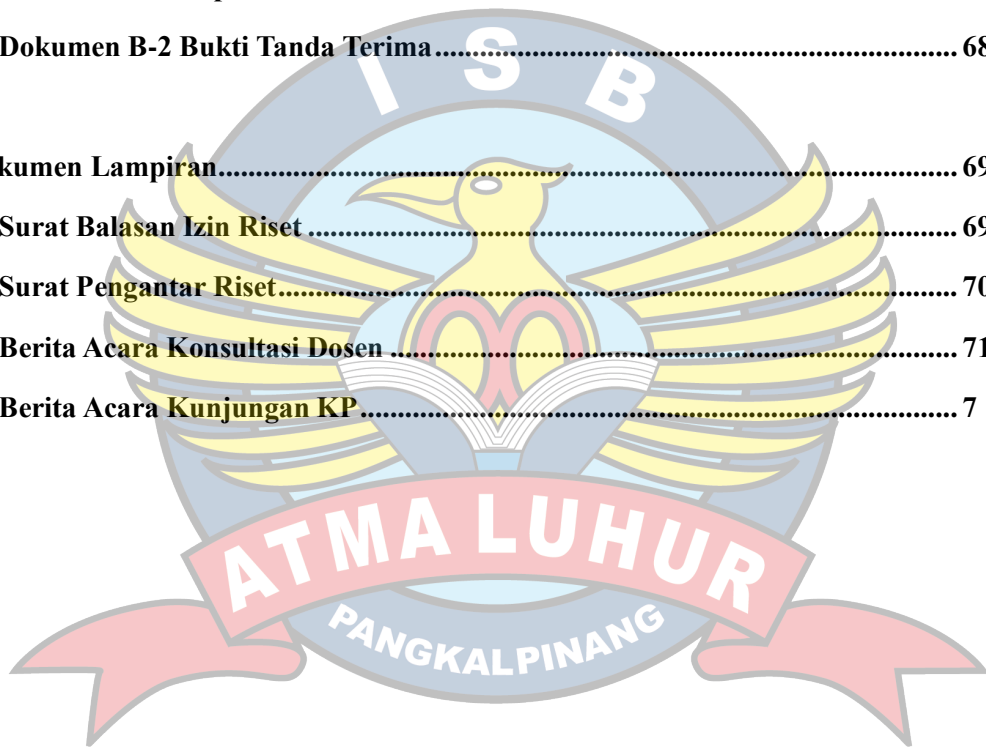 Dokumen B-2 Bukti Tanda Terima.......................................................................... 68
kumen Lampiran.......................................................................................................... 69
Surat Balasan Izin Riset ............................................................................................ 69
Surat Pengantar Riset................................................................................................. 70
Berita Acara Konsultasi Dosen ................................................................................ 71
Berita Acara Kunjungan KP..................................................................................... 7
I S B
ATMA LUHUR
PANGKALPINANG